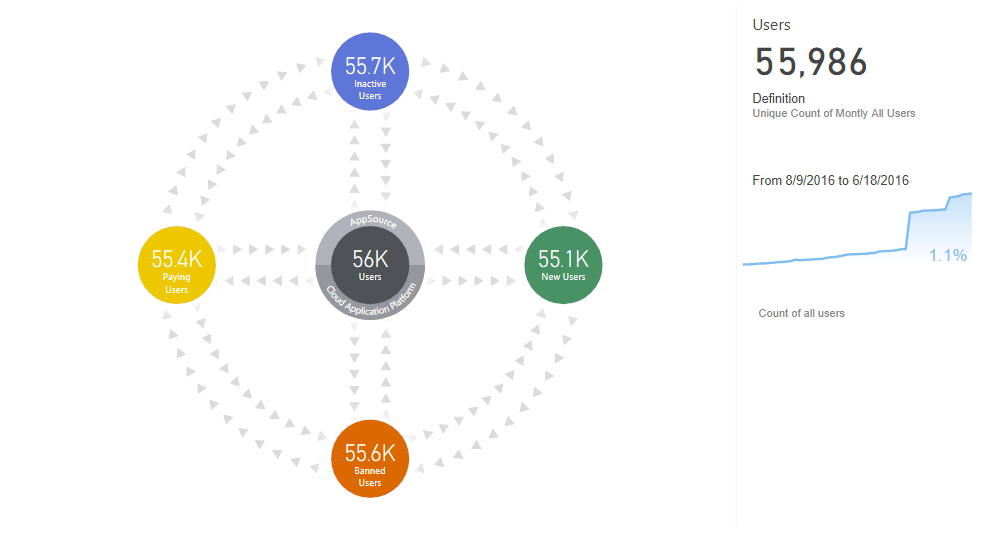 55.7K
Inactive
Users
55.4K
Paying
Users
AppSource
56K
Users
Cloud Application Platform
55.1K
New Users
55.6K
Banned
Users
Users
55,986
Definition
Unique Count of Montly All Users
From 8/9/2016 to 6/18/2016
1.1%
Count of all users